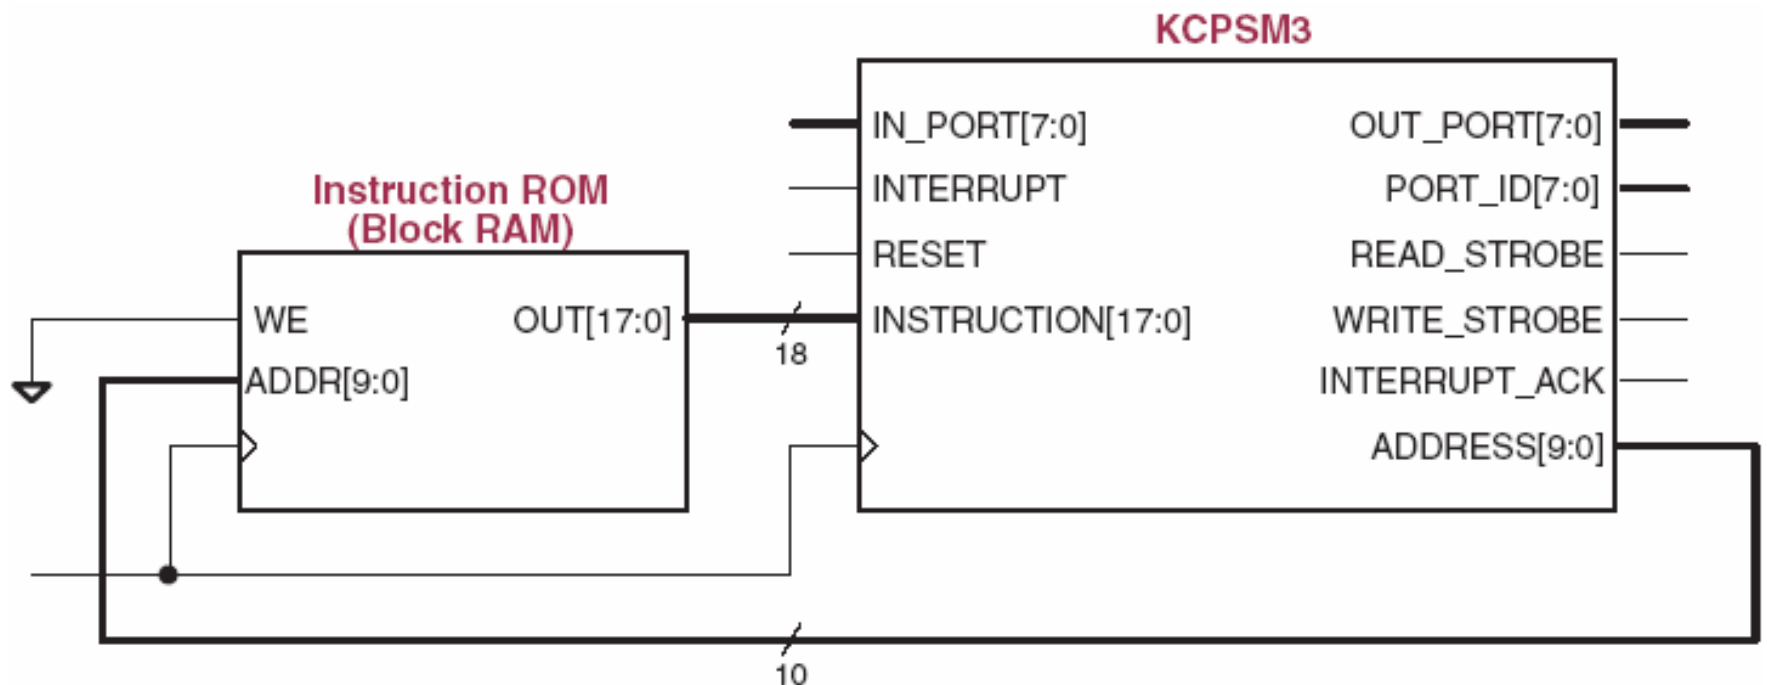 KCPSM3
IN_PORT[7:0]
OUT_PORT[7:0]
Instruction ROM
(Block RAM)
INTERRUPT
PORT_ID[7:0]
RESET
READ_STROBE
WE
OUT[17:0]
18
INSTRUCTION[17:0]
WRITE_STROBE
ADDR[9:0]
INTERRUPT_ACK
ADDRESS[9:0]
10